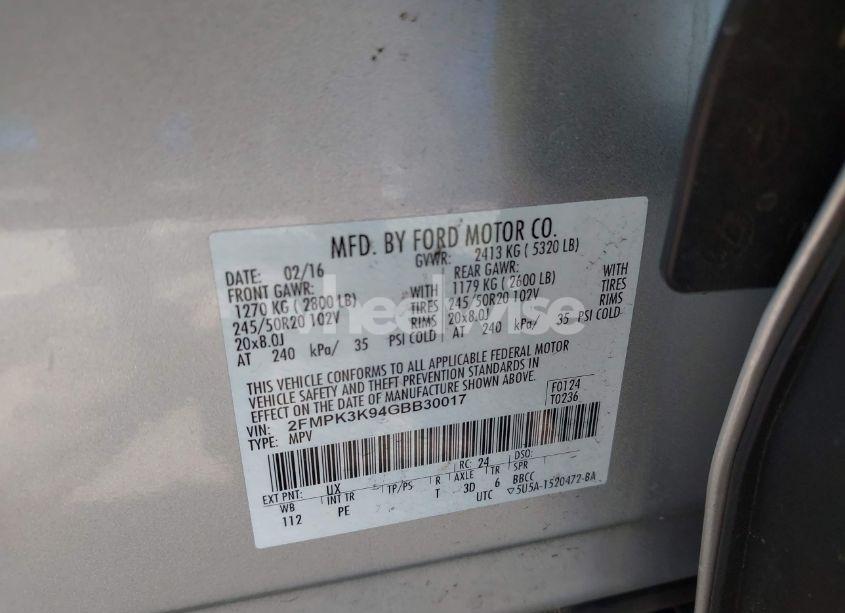 MFD. BY FORD MOTOR CO.
DATE: 02/16 GVWR: 2413 KG ( 5320 LB)
FRONT GAWR: REAR GAWR:
1270 KG ( 2800 LB) WITH 1179 KG ( 2600 LB) WITH
245/50R20 102V TIRES 245/50R20 102V TIRES
20x8.0J RIMS 20x8.0J RIMS
AT 240 kPa/ 35 PSI COLD AT 240 kPa/ 35 PSI COLD
THIS VEHICLE CONFORMS TO ALL APPLICABLE FEDERAL MOTOR
VEHICLE SAFETY AND THEFT PREVENTION STANDARDS IN
EFFECT ON THE DATE OF MANUFACTURE SHOWN ABOVE.
F0124
VIN: 2FMPK3K94GBB30017
T0236
TYPE: MPV
EXT PNT: UX RC: 24 DSO:
WB INT TR TP/PS R AXLE TR SPR
112 PE T 3D 6 BBCC
UTC ▽5U5A-1520472-BA
wheelwise